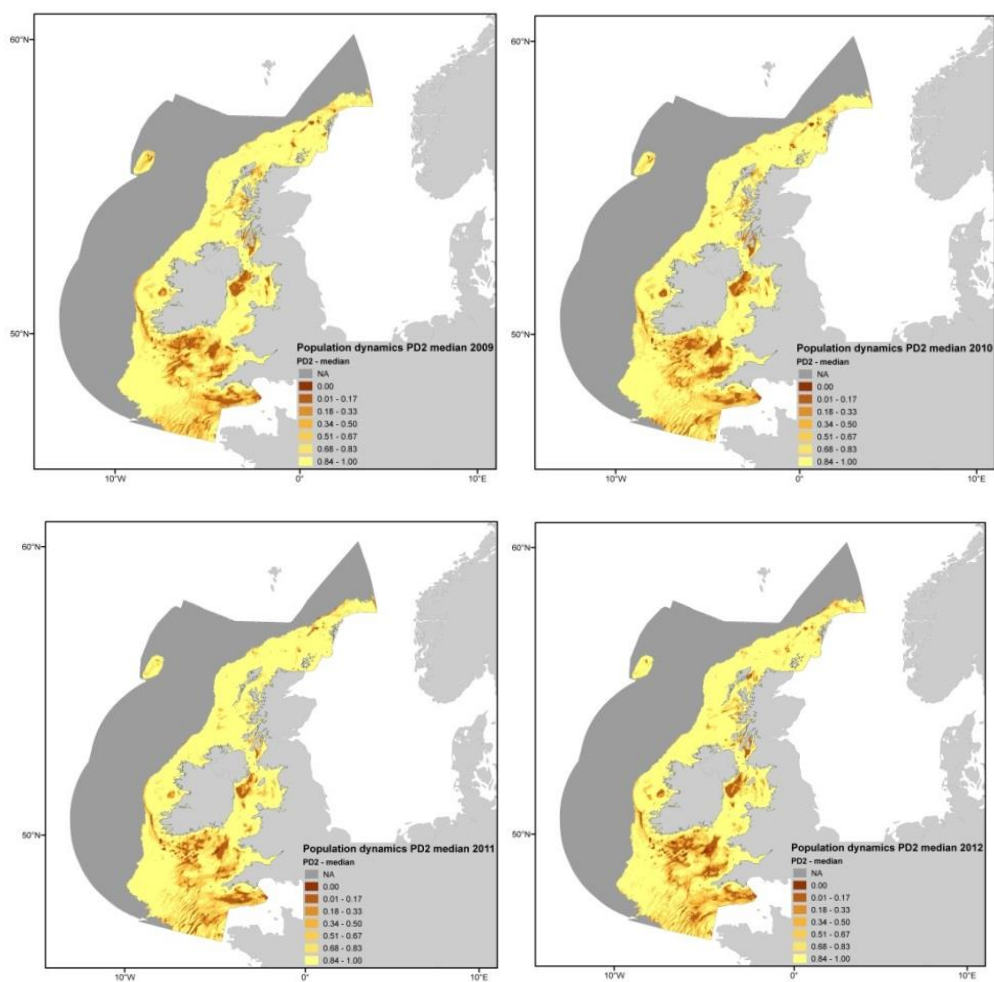 60°N
50°N
Population dynamics PD2 median 2009
PD2 - median
NA
0.00
0.01 - 0.17
0.18 - 0.33
0.34 - 0.50
0.51 - 0.67
0.68 - 0.83
0.84 - 1.00
10°W
0°
10°E
60°N
50°N
Population dynamics PD2 median 2010
PD2 - median
NA
0.00
0.01 - 0.17
0.18 - 0.33
0.34 - 0.50
0.51 - 0.67
0.68 - 0.83
0.84 - 1.00
10°W
0°
10°E
60°N
50°N
Population dynamics PD2 median 2011
PD2 - median
NA
0.00
0.01 - 0.17
0.18 - 0.33
0.34 - 0.50
0.51 - 0.67
0.68 - 0.83
0.84 - 1.00
10°W
0°
10°E
60°N
50°N
Population dynamics PD2 median 2012
PD2 - median
NA
0.00
0.01 - 0.17
0.18 - 0.33
0.34 - 0.50
0.51 - 0.67
0.68 - 0.83
0.84 - 1.00
10°W
0°
10°E